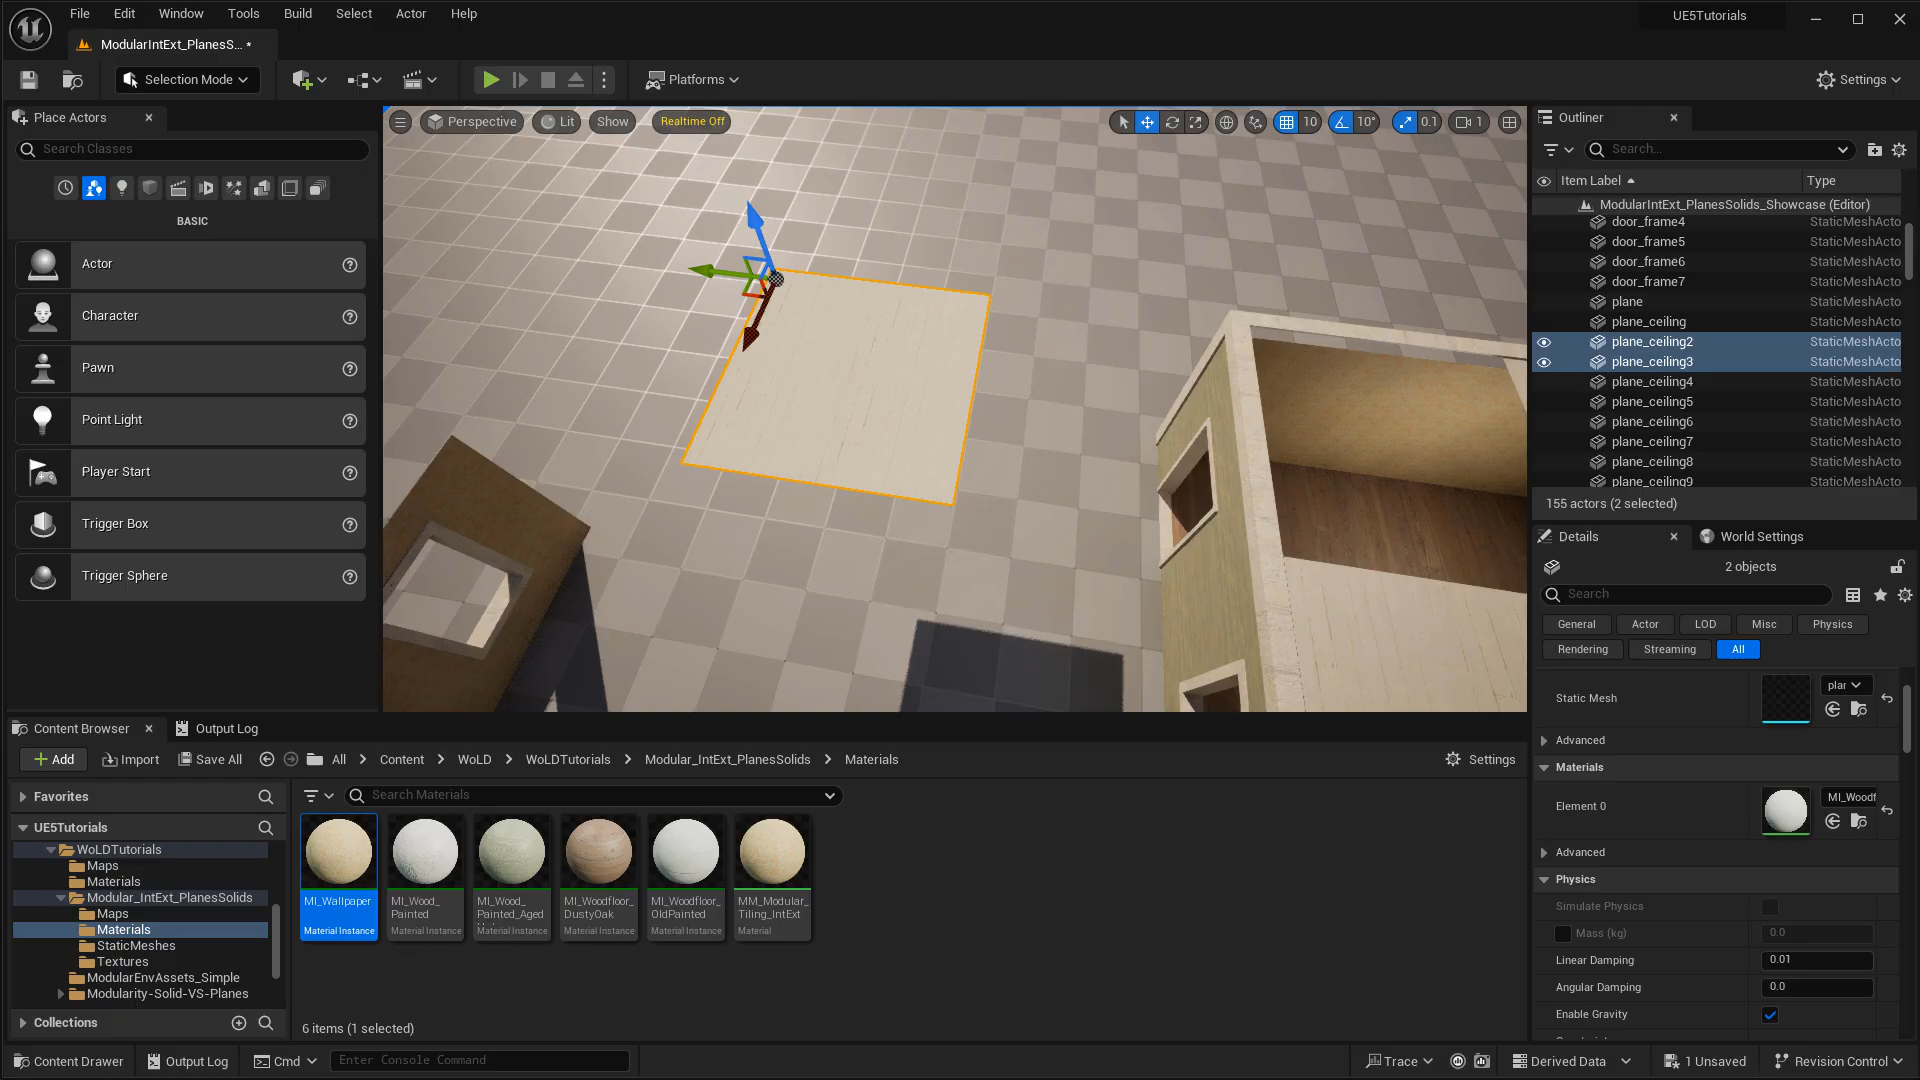 File Edit Window Tools Build Select Actor Help
UE5Tutorials
ModularIntExt_PlanesS... •
Selection Mode
Platforms
Settings
Place Actors
Search Classes
BASIC
Actor
Character
Pawn
Point Light
Player Start
Trigger Box
Trigger Sphere
Perspective Lit Show Realtime Off 10 10° 0.1 1
Outliner
Search...
Item Label Type
ModularIntExt_PlanesSolids_Showcase (Editor)
door_frame4 StaticMeshActo
door_frame5 StaticMeshActo
door_frame6 StaticMeshActo
door_frame7 StaticMeshActo
plane StaticMeshActo
plane_ceiling StaticMeshActo
plane_ceiling2 StaticMeshActo
plane_ceiling3 StaticMeshActo
plane_ceiling4 StaticMeshActo
plane_ceiling5 StaticMeshActo
plane_ceiling6 StaticMeshActo
plane_ceiling7 StaticMeshActo
plane_ceiling8 StaticMeshActo
plane_ceiling9 StaticMeshActo
155 actors (2 selected)
Details World Settings
2 objects
Search
General Actor LOD Misc Physics
Rendering Streaming All
Static Mesh plar
Advanced
Materials
Element 0 MI_Woodf
Advanced
Physics
Simulate Physics
Mass (kg) 0.0
Linear Damping 0.01
Angular Damping 0.0
Enable Gravity
Content Browser Output Log
Add Import Save All All > Content > WoLD > WoLDTutorials > Modular_IntExt_PlanesSolids > Materials Settings
Favorites
UE5Tutorials
WoLDTutorials
Maps
Materials
Modular_IntExt_PlanesSolids
Maps
Materials
StaticMeshes
Textures
ModularEnvAssets_Simple
Modularity-Solid-VS-Planes
Collections
Search Materials
MI_Wallpaper
Material Instance
MI_Wood_
Painted
Material Instance
MI_Wood_
Painted_Aged
Material Instance
MI_Woodfloor_
DustyOak
Material Instance
MI_Woodfloor_
OldPainted
Material Instance
MM_Modular_
Tiling_IntExt
Material
6 items (1 selected)
Content Drawer Output Log Cmd Enter Console Command Trace Derived Data 1 Unsaved Revision Control